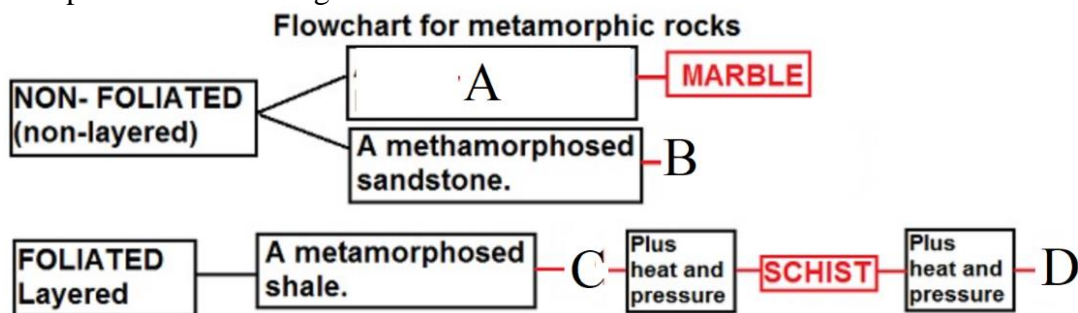 Flowchart for metamorphic rocks
NON- FOLIATED
(non-layered)
A
MARBLE
A methamorphosed
sandstone.
B
FOLIATED
Layered
A metamorphosed
shale.
C
Plus
heat and
pressure
SCHIST
Plus
heat and
pressure
D